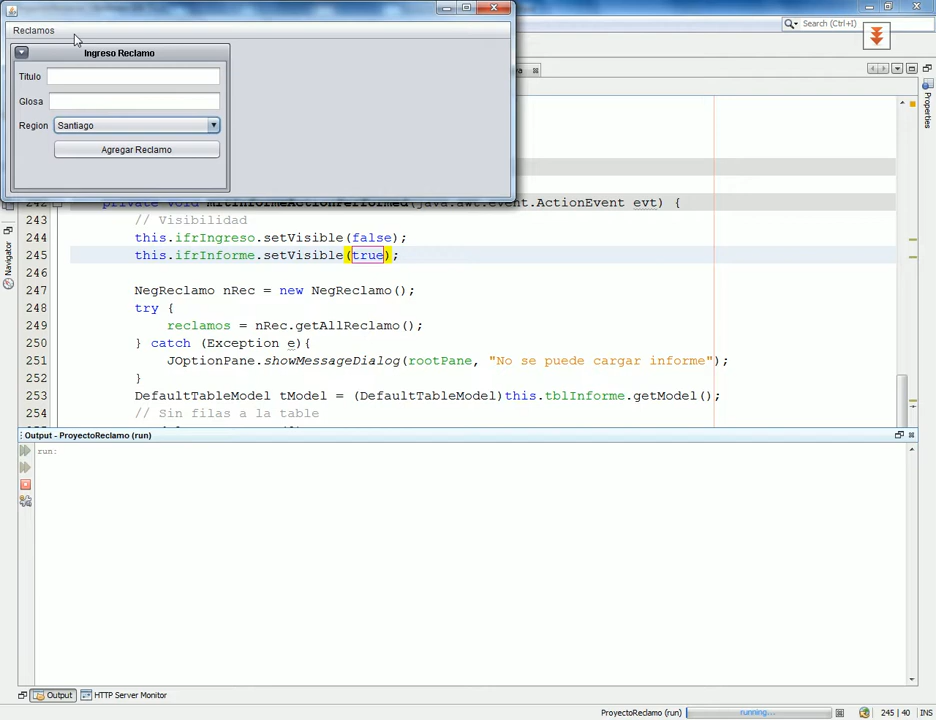 Reclamos
Search (Ctrl+I)
Ingreso Reclamo
Titulo
Glosa
Region Santiago
Agregar Reclamo
Properties
Navigator
243 // Visibilidad
244 this.ifrIngreso.setVisible(false);
245 this.ifrInforme.setVisible(true);
246
247 NegReclamo nRec = new NegReclamo();
248 try {
249 reclamos = nRec.getAllReclamo();
250 } catch (Exception e){
251 JOptionPane.showMessageDialog(rootPane, "No se puede cargar informe");
252 }
253 DefaultTableModel tModel = (DefaultTableModel)this.tblInforme.getModel();
254 // Sin filas a la table
Output - ProyectoReclamo (run)
run:
Output HTTP Server Monitor
ProyectoReclamo (run) running... 245 | 40 INS